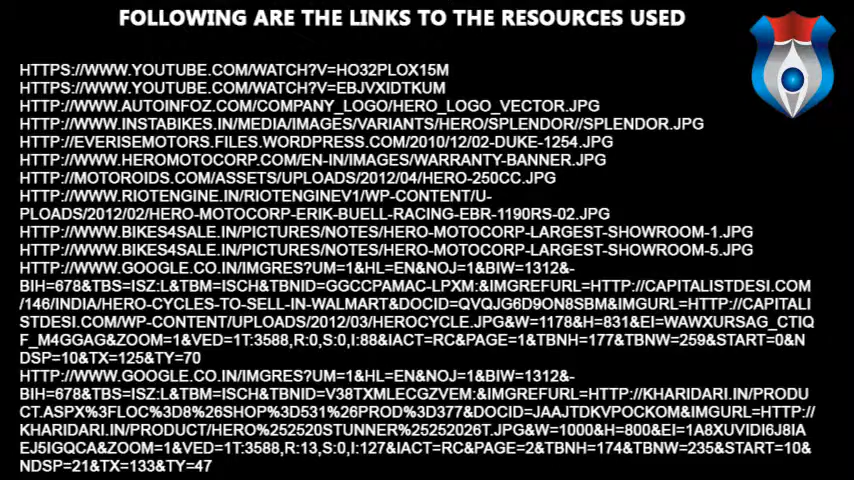 FOLLOWING ARE THE LINKS TO THE RESOURCES USED
HTTPS://WWW.YOUTUBE.COM/WATCH?V=HO32PLOX15M
HTTPS://WWW.YOUTUBE.COM/WATCH?V=EBJVXIDTKUM
HTTP://WWW.AUTOINFOZ.COM/COMPANY_LOGO/HERO_LOGO_VECTOR.JPG
HTTP://WWW.INSTABIKES.IN/MEDIA/IMAGES/VARIANTS/HERO/SPLENDOR//SPLENDOR.JPG
HTTP://EVERISEMOTORS.FILES.WORDPRESS.COM/2010/12/02-DUKE-1254.JPG
HTTP://WWW.HEROMOTOCORP.COM/EN-IN/IMAGES/WARRANTY-BANNER.JPG
HTTP://MOTOROIDS.COM/ASSETS/UPLOADS/2012/04/HERO-250CC.JPG
HTTP://WWW.RIOTENGINE.IN/RIOTENGINEV1/WP-CONTENT/U-
PLOADS/2012/02/HERO-MOTOCORP-ERIK-BUELL-RACING-EBR-1190RS-02.JPG
HTTP://WWW.BIKES4SALE.IN/PICTURES/NOTES/HERO-MOTOCORP-LARGEST-SHOWROOM-1.JPG
HTTP://WWW.BIKES4SALE.IN/PICTURES/NOTES/HERO-MOTOCORP-LARGEST-SHOWROOM-5.JPG
HTTP://WWW.GOOGLE.CO.IN/IMGRES?UM=1&HL=EN&NOJ=1&BIW=1312&-
BIH=678&TBS=ISZ:L&TBM=ISCH&TBNID=GGCCPAMAC-LPXM:&IMGREFURL=HTTP://CAPITALISTDESI.COM
/146/INDIA/HERO-CYCLES-TO-SELL-IN-WALMART&DOCID=QVQJG6D9ON8SBM&IMGURL=HTTP://CAPITALI
STDESI.COM/WP-CONTENT/UPLOADS/2012/03/HEROCYCLE.JPG&W=1178&H=831&EI=WAWXURSAG_CTIQ
F_M4GGAG&ZOOM=1&VED=1T:3588,R:0,S:0,I:88&IACT=RC&PAGE=1&TBNH=177&TBNW=259&START=0&N
DSP=10&TX=125&TY=70
HTTP://WWW.GOOGLE.CO.IN/IMGRES?UM=1&HL=EN&NOJ=1&BIW=1312&-
BIH=678&TBS=ISZ:L&TBM=ISCH&TBNID=V38TXMLECGZVEM:&IMGREFURL=HTTP://KHARIDARI.IN/PRODU
CT.ASPX%3FLOC%3D8%26SHOP%3D531%26PROD%3D377&DOCID=JAAJTDKVPOCKOM&IMGURL=HTTP://
KHARIDARI.IN/PRODUCT/HERO%252520STUNNER%25252026T.JPG&W=1000&H=800&EI=1A8XUVIDI6J8IA
EJ5IGQCA&ZOOM=1&VED=1T:3588,R:13,S:0,I:127&IACT=RC&PAGE=2&TBNH=174&TBNW=235&START=10&
NDSP=21&TX=133&TY=47